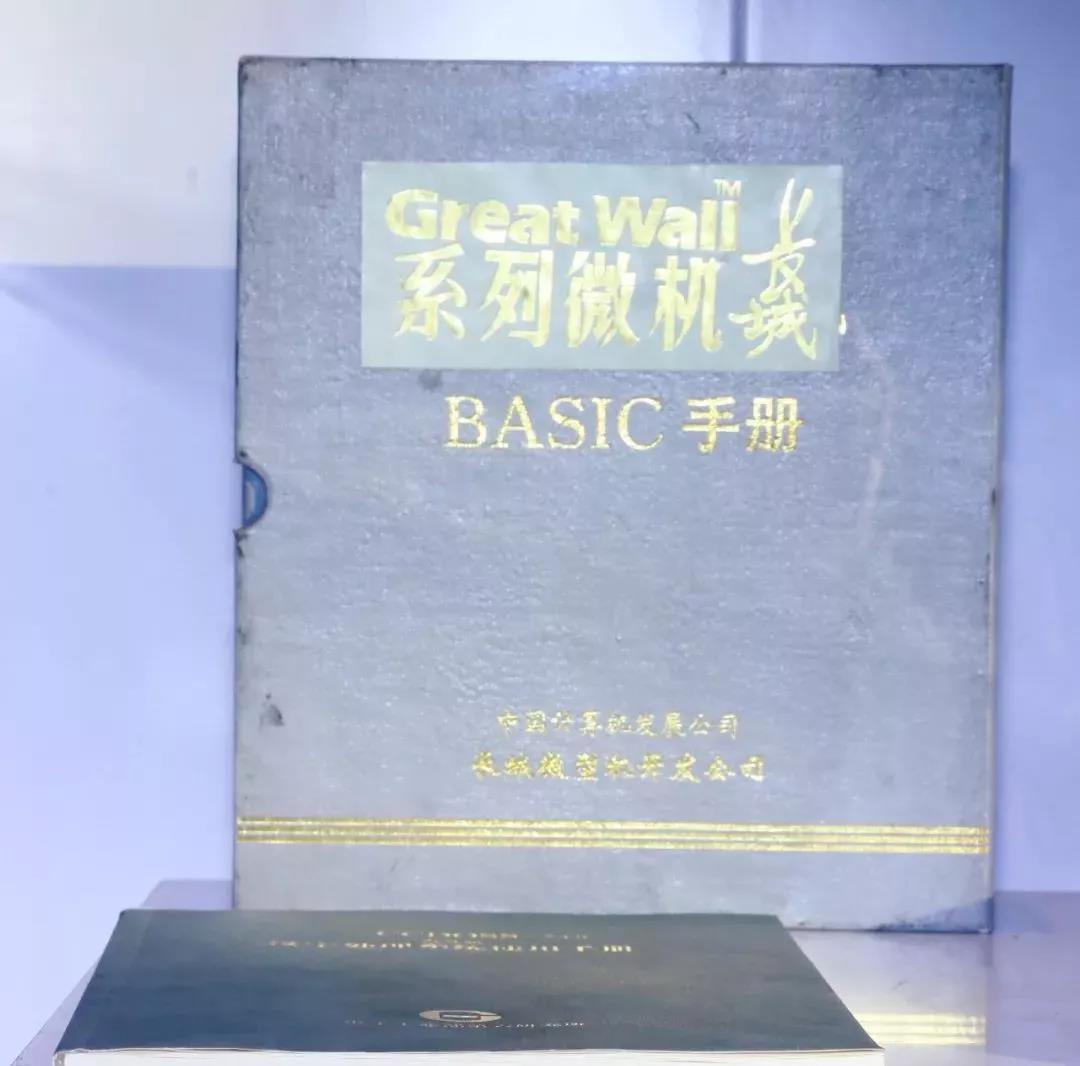 Great Wall™
系列微机 长城
BASIC 手册
中国计算机发展公司
长城微型机开发公司